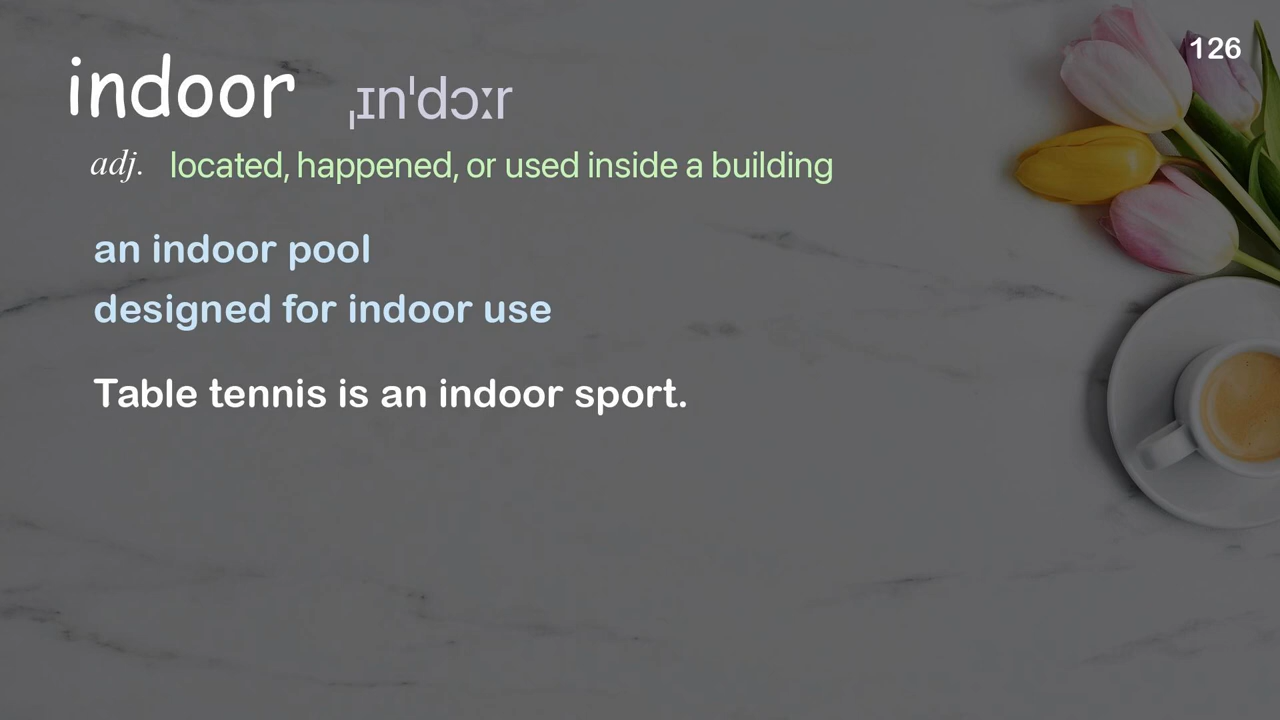 126
indoor ˌɪnˈdɔːr
adj. located, happened, or used inside a building
an indoor pool
designed for indoor use
Table tennis is an indoor sport.